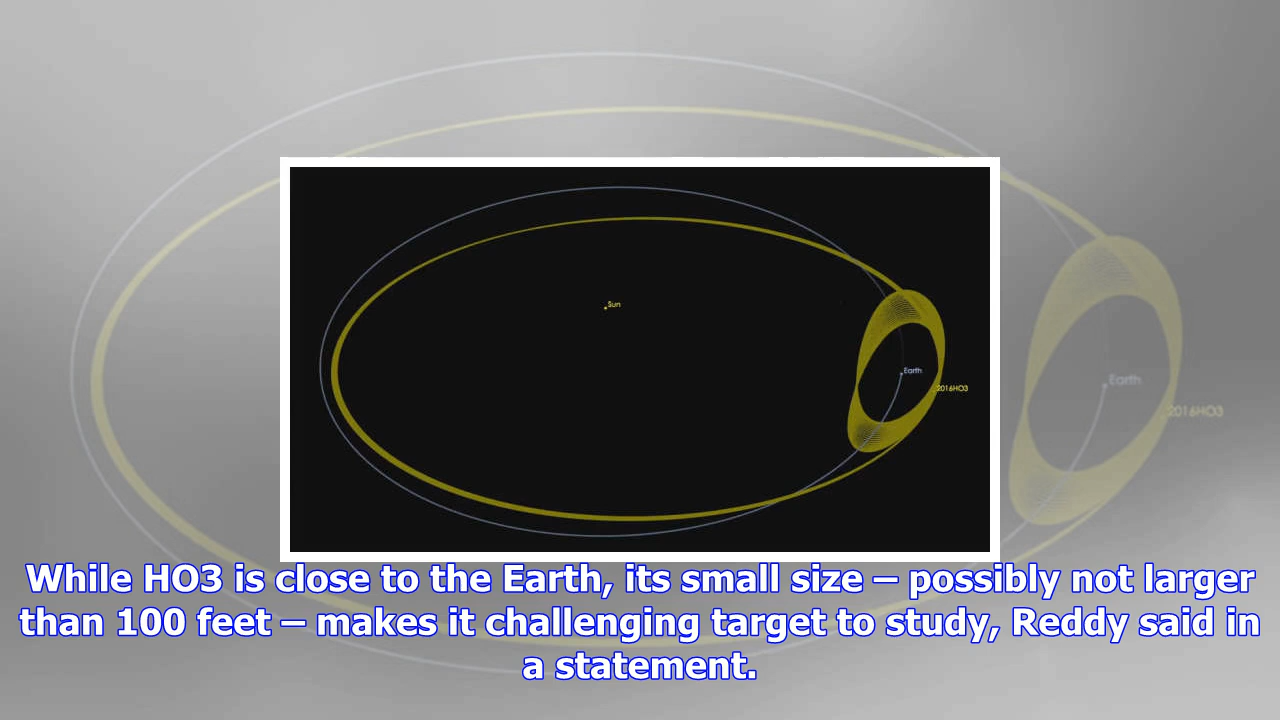 Sun
Earth
2016HO3
Earth
2016HO3
While HO3 is close to the Earth, its small size – possibly not larger
than 100 feet – makes it challenging target to study, Reddy said in
a statement.